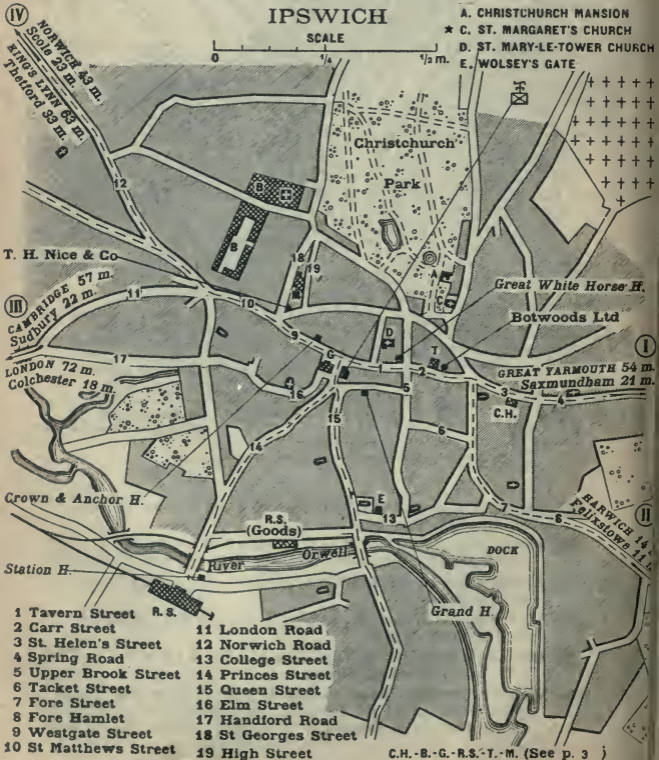 IPSWICH
SCALE
0 1/4 1/2 m.
A. CHRISTCHURCH MANSION
★ C. ST. MARGARET'S CHURCH
D. ST. MARY-LE-TOWER CHURCH
E. WOLSEY'S GATE
IV
NORWICH 43 m.
Scole 23 m.
KING'S LYNN 63 m.
Thetford 33 m.
12
Christchurch
Park
B
B
18
19
A
C
T. H. Nice & Co
Great White Horse H.
Botwoods Ltd
III
CAMBRIDGE 57 m.
Sudbury 22 m.
11
10
9
D
T
G
1
2
I
GREAT YARMOUTH 54 m.
Saxmundham 21 m.
LONDON 72 m.
Colchester 18 m.
17
16
5
3
4
C.H.
15
14
6
Crown & Anchor H.
E
13
R.S.
(Goods)
II
HARWICH 14
Felixstowe 11
6
DOCK
River Orwell
Station H.
R. S.
Grand H.
1 Tavern Street
2 Carr Street
3 St. Helen's Street
4 Spring Road
5 Upper Brook Street
6 Tacket Street
7 Fore Street
8 Fore Hamlet
9 Westgate Street
10 St Matthews Street
11 London Road
12 Norwich Road
13 College Street
14 Princes Street
15 Queen Street
16 Elm Street
17 Handford Road
18 St Georges Street
19 High Street
C.H.-B.-G.-R.S.-T.-M. (See p. 3 )